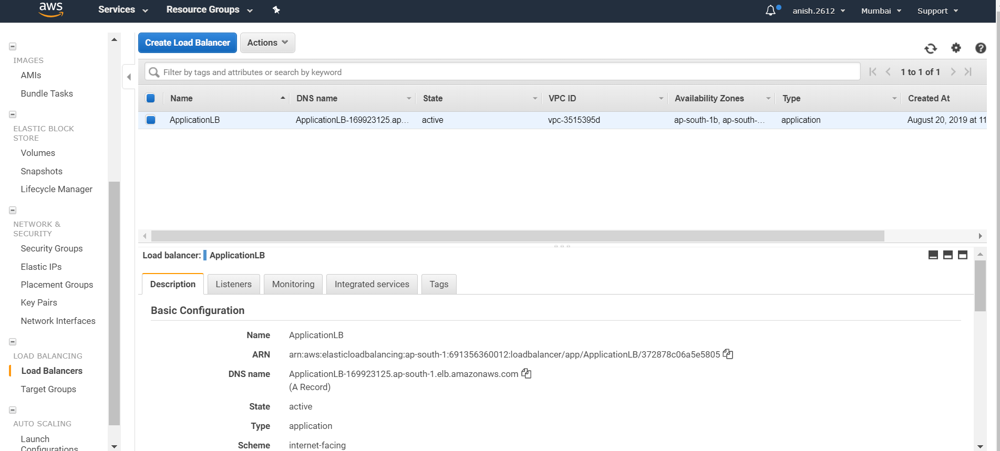 aws
Services
Resource Groups
anish.2612
Mumbai
Support
IMAGES
AMIs
Bundle Tasks
ELASTIC BLOCK
STORE
Volumes
Snapshots
Lifecycle Manager
NETWORK &
SECURITY
Security Groups
Elastic IPs
Placement Groups
Key Pairs
Network Interfaces
LOAD BALANCING
Load Balancers
Target Groups
AUTO SCALING
Launch
Configurations
Create Load Balancer
Actions
Filter by tags and attributes or search by keyword
1 to 1 of 1
Name DNS name State VPC ID Availability Zones Type Created At
ApplicationLB ApplicationLB-169923125.ap... active vpc-3515395d ap-south-1b, ap-south-... application August 20, 2019 at 11
Load balancer: ApplicationLB
Description Listeners Monitoring Integrated services Tags
Basic Configuration
Name ApplicationLB
ARN arn:aws:elasticloadbalancing:ap-south-1:691356360012:loadbalancer/app/ApplicationLB/372878c06a5e5805
DNS name ApplicationLB-169923125.ap-south-1.elb.amazonaws.com
(A Record)
State active
Type application
Scheme internet-facing